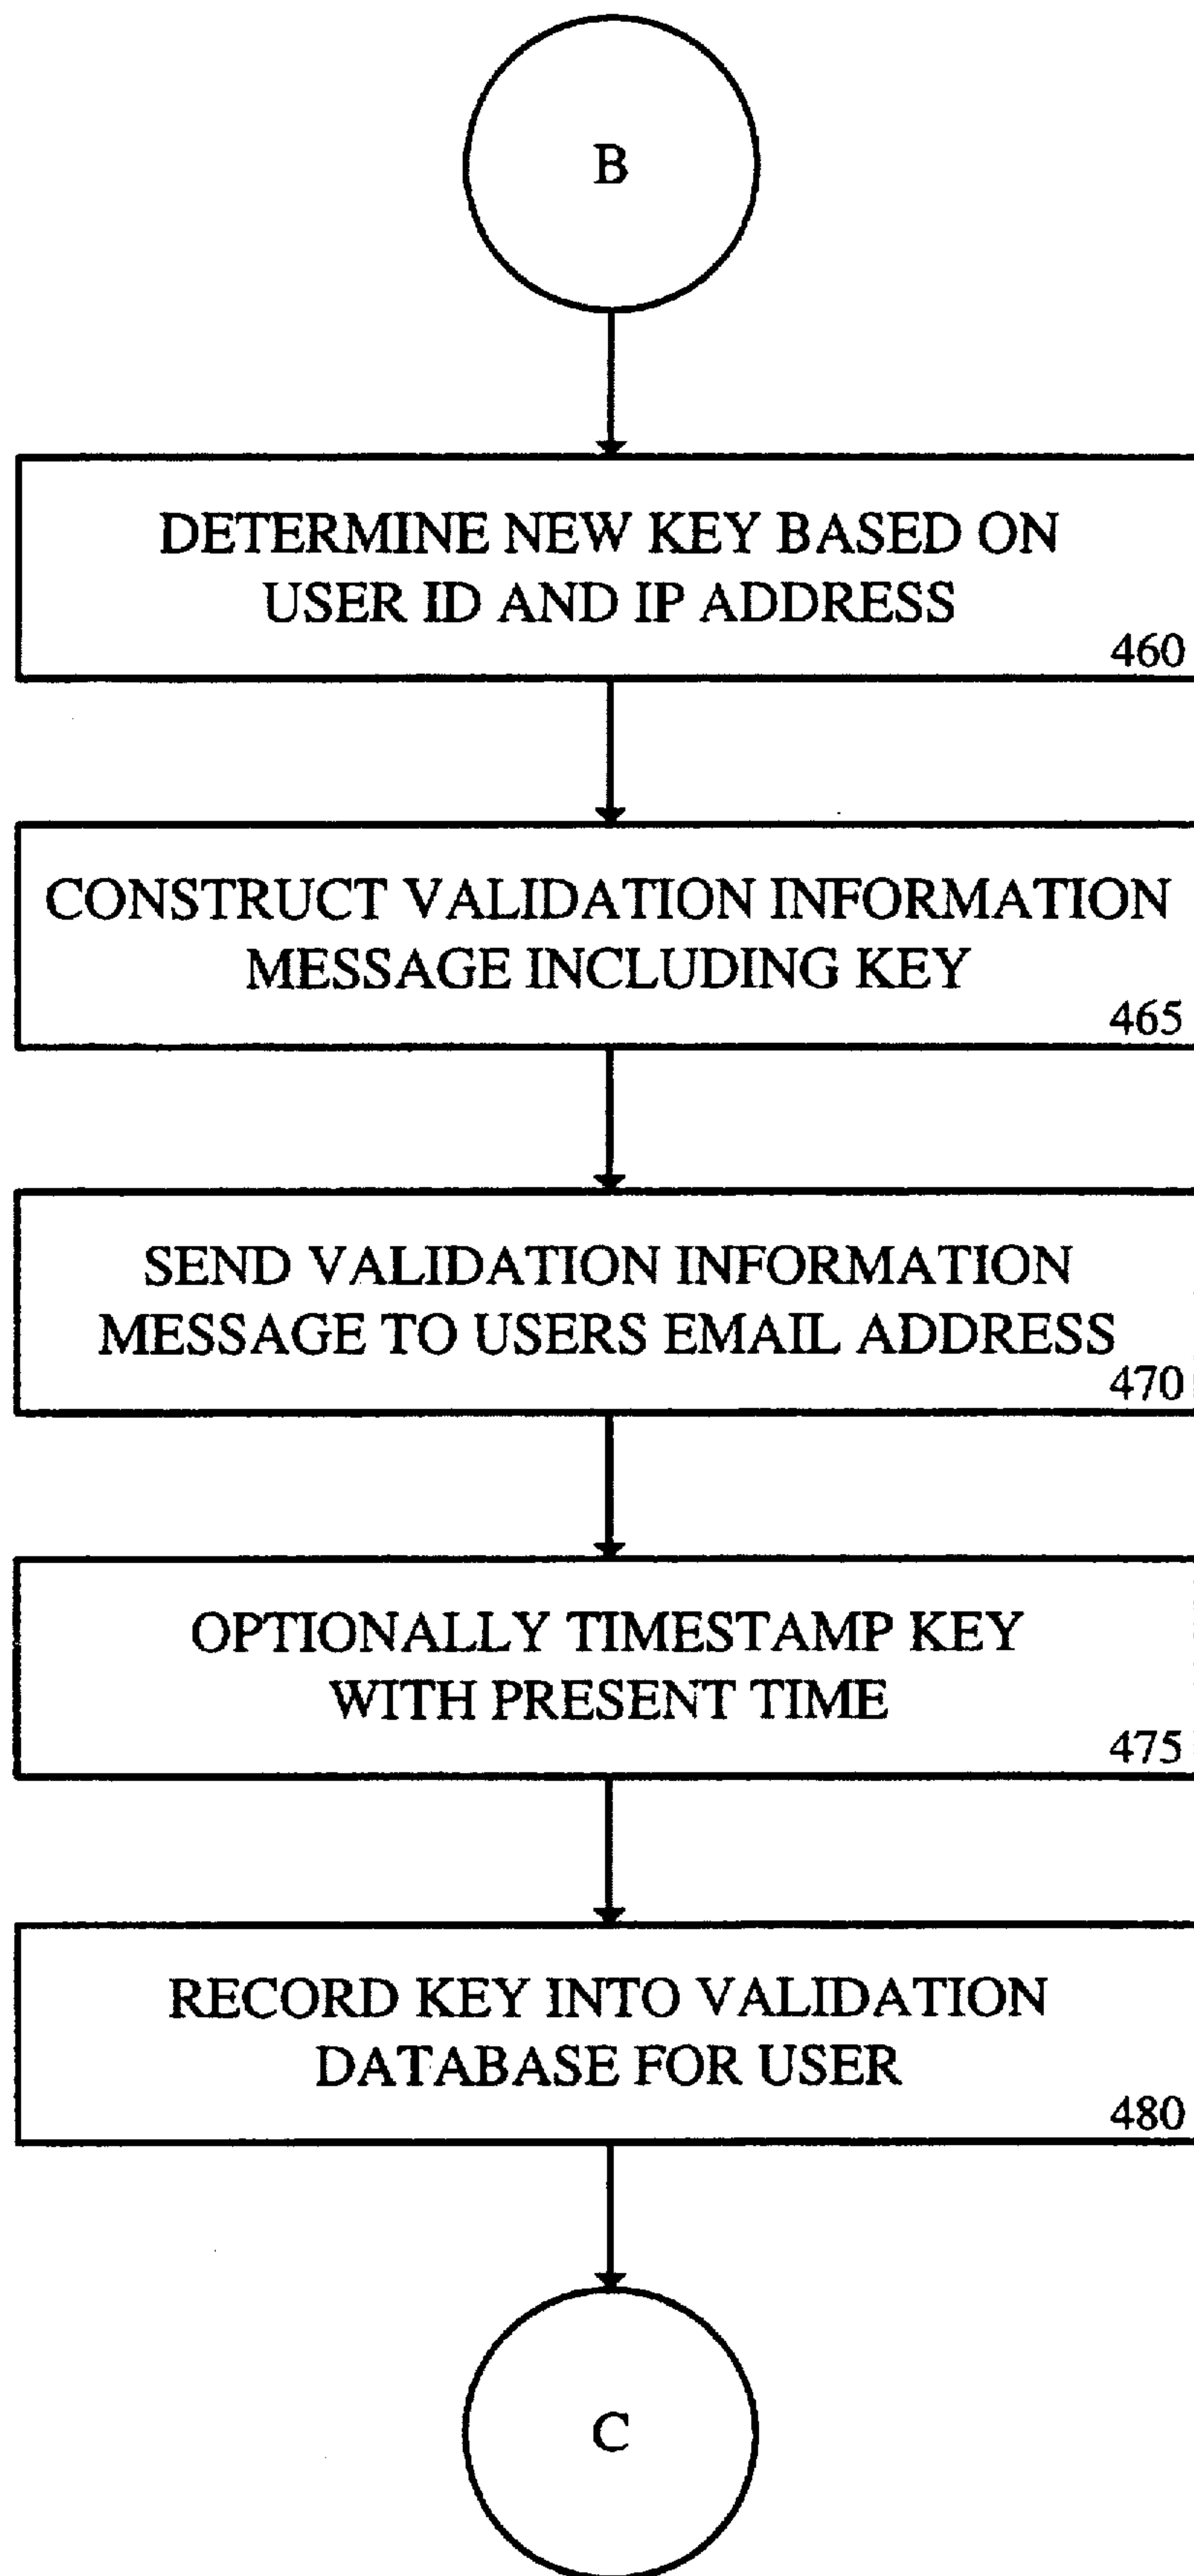 B
DETERMINE NEW KEY BASED ON
USER ID AND IP ADDRESS
460
CONSTRUCT VALIDATION INFORMATION
MESSAGE INCLUDING KEY
465
SEND VALIDATION INFORMATION
MESSAGE TO USERS EMAIL ADDRESS
470
OPTIONALLY TIMESTAMP KEY
WITH PRESENT TIME
475
RECORD KEY INTO VALIDATION
DATABASE FOR USER
480
C